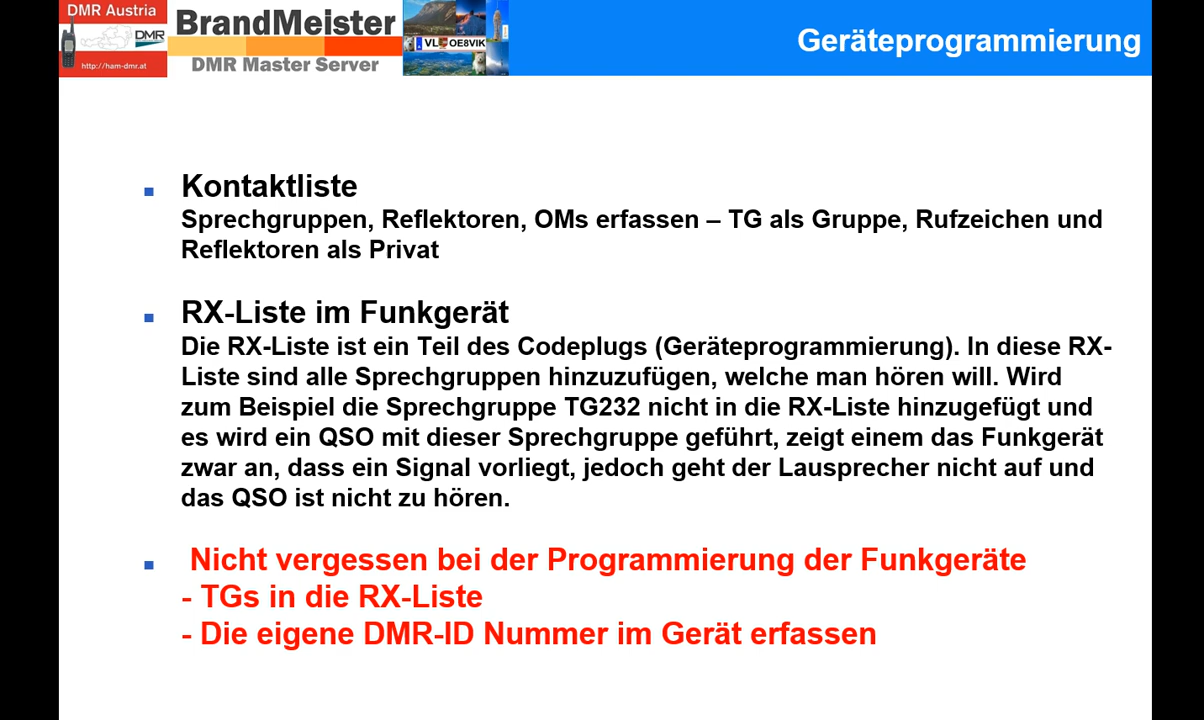 DMR Austria
DMR
http://ham-dmr.at
BrandMeister
DMR Master Server
VL OE8VIK
Geräteprogrammierung
Kontaktliste
Sprechgruppen, Reflektoren, OMs erfassen – TG als Gruppe, Rufzeichen und
Reflektoren als Privat
RX-Liste im Funkgerät
Die RX-Liste ist ein Teil des Codeplugs (Geräteprogrammierung). In diese RX-
Liste sind alle Sprechgruppen hinzuzufügen, welche man hören will. Wird
zum Beispiel die Sprechgruppe TG232 nicht in die RX-Liste hinzugefügt und
es wird ein QSO mit dieser Sprechgruppe geführt, zeigt einem das Funkgerät
zwar an, dass ein Signal vorliegt, jedoch geht der Lausprecher nicht auf und
das QSO ist nicht zu hören.
Nicht vergessen bei der Programmierung der Funkgeräte
- TGs in die RX-Liste
- Die eigene DMR-ID Nummer im Gerät erfassen